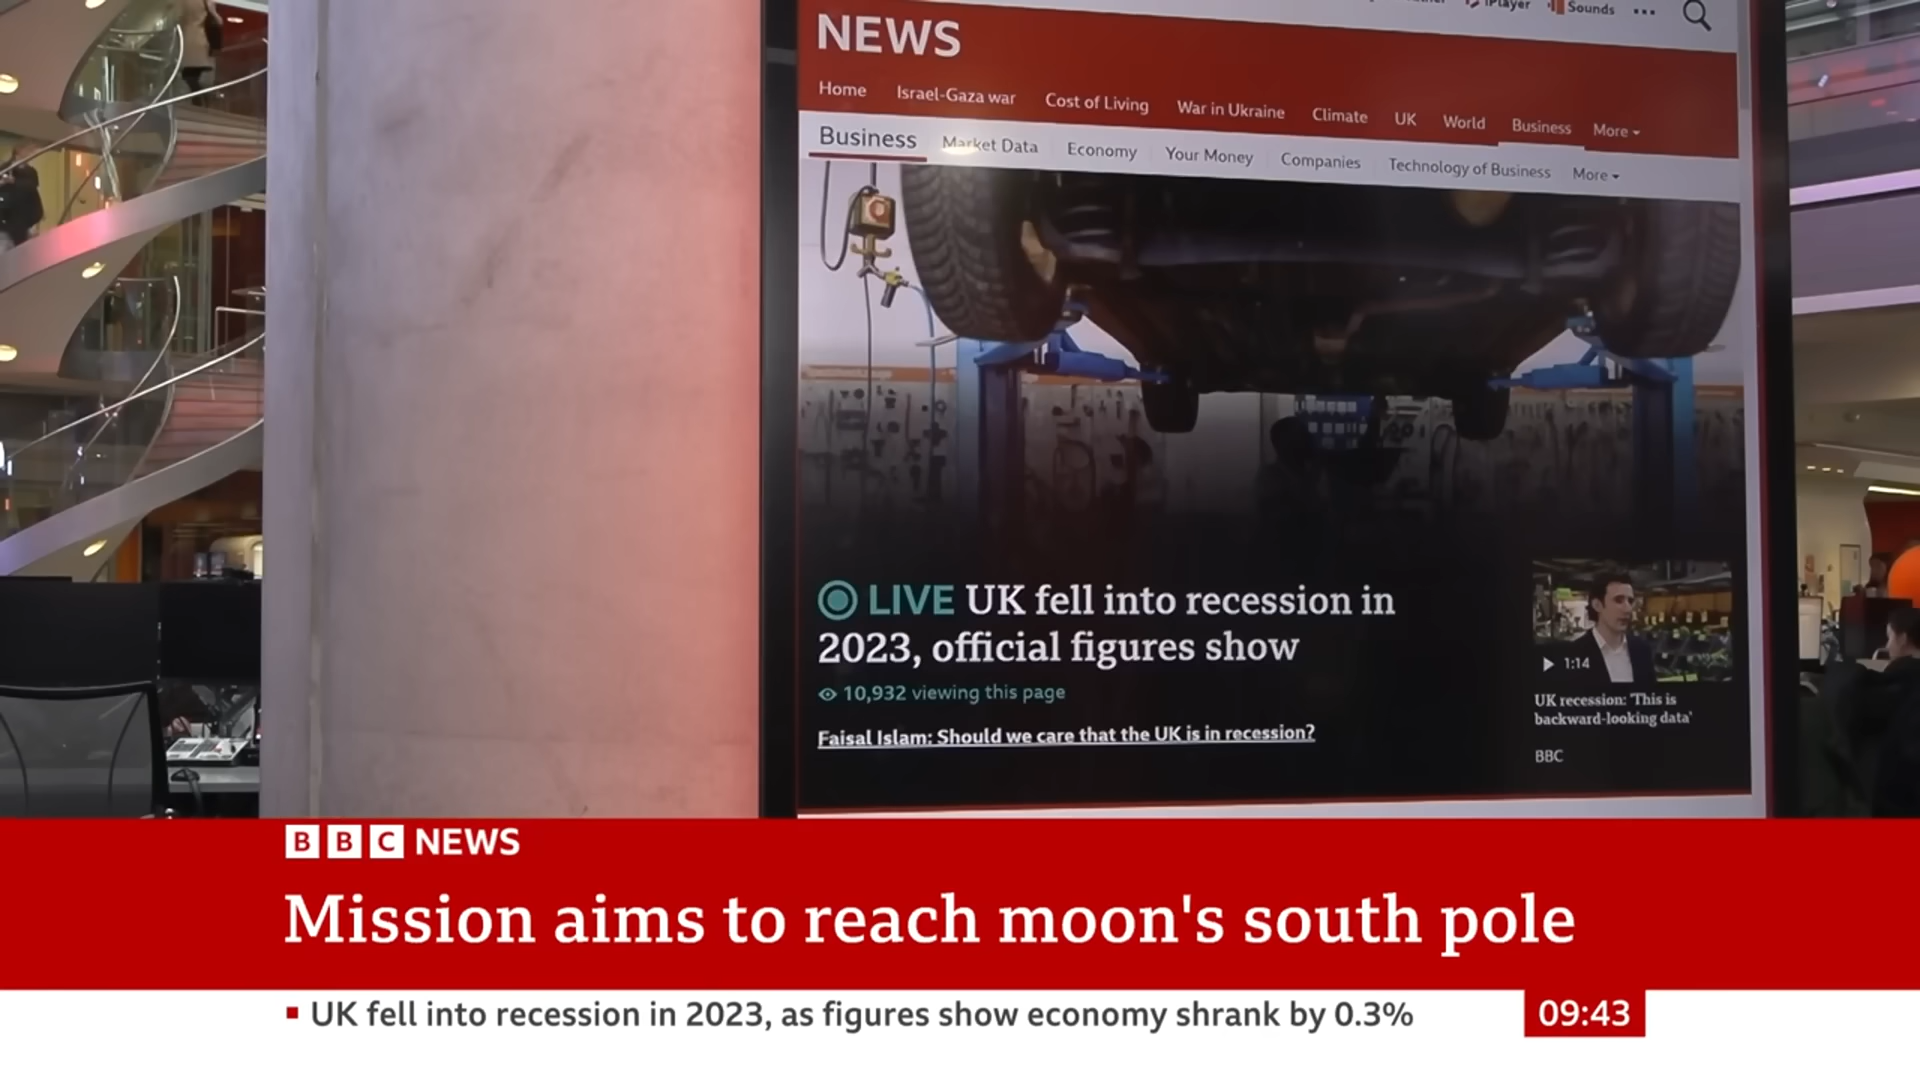 iPlayer Sounds ...
NEWS
Home Israel-Gaza war Cost of Living War in Ukraine Climate UK World Business More
Business Market Data Economy Your Money Companies Technology of Business More
LIVE UK fell into recession in
2023, official figures show
10,932 viewing this page
Faisal Islam: Should we care that the UK is in recession?
1:14
UK recession: 'This is
backward-looking data'
BBC
BBC NEWS
Mission aims to reach moon's south pole
UK fell into recession in 2023, as figures show economy shrank by 0.3%
09:43